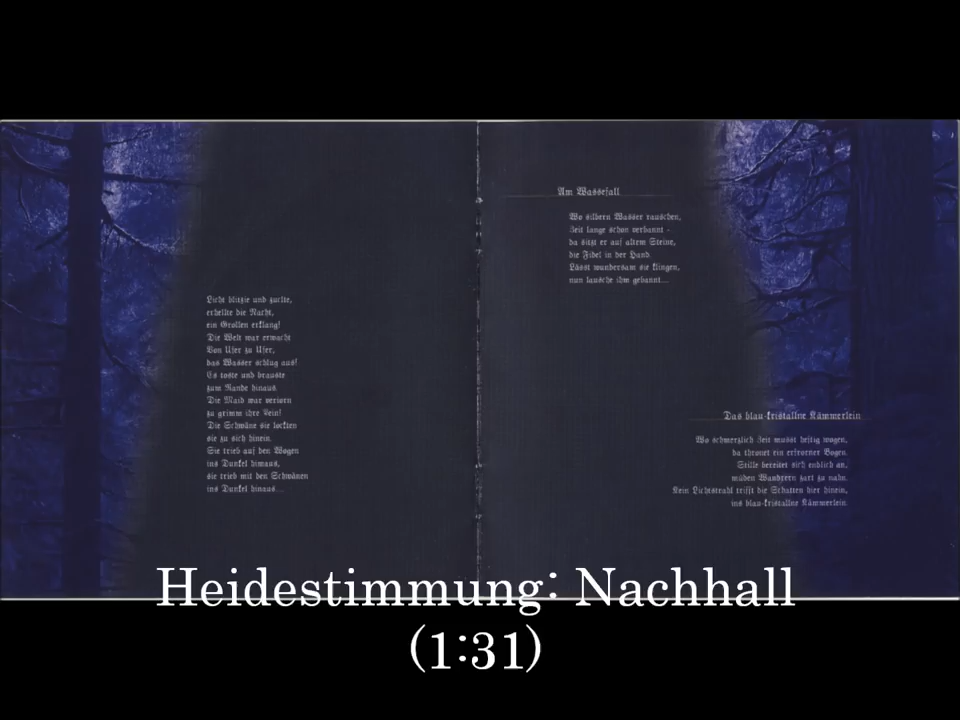 Licht blitzte und zuckte,
erhellte die Nacht,
ein Grollen erklang!
Die Welt war erwacht
Von Ufer zu Ufer,
das Wasser schlug aus!
Es toste und brauste
zum Rande hinaus.
Die Maid war verlorn
zu grimm ihre Pein!
Die Schwäne sie lockten
sie zu sich hinein.
Sie trieb auf den Wogen
ins Dunkel hinaus,
sie trieb mit den Schwänen
ins Dunkel hinaus...
Am Wassefall
Wo silbern Wasser rauschen,
Zeit lange schon verbannt -
da sitzt er auf altem Steine,
die Fidel in der Hand.
Lässt wundersam sie klingen,
nun lausche ihm gebannt...
Das blau-kristallne Kämmerlein
Wo schmerzlich Zeit musst heftig wogen,
da thronet ein erfrorner Bogen.
Stille bereitet sich endlich an,
müden Wandrern zart zu nahn.
Kein Lichtstrahl trifft die Schatten hier hinein,
ins blau-kristallne Kämmerlein.
Heidestimmung: Nachhall
(1:31)